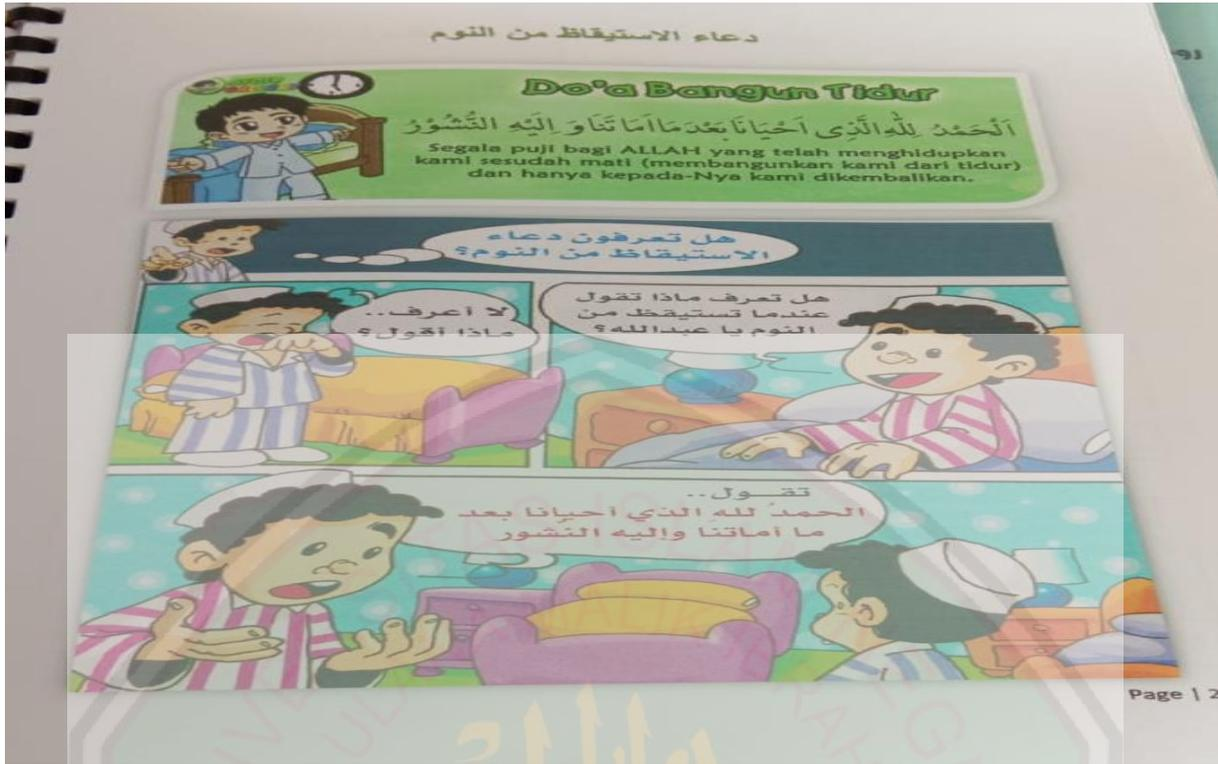 دعاء الاستيقاظ من النوم
Do'a Bangun Tidur
اَلْحَمْدُ لِلّٰهِ الَّذِى اَحْيَانَا بَعْدَ مَا اَمَا تَنَا وَ اِلَيْهِ النُّشُوْرُ
Segala puji bagi ALLAH yang telah menghidupkan
kami sesudah mati (membangunkan kami dari tidur)
dan hanya kepada-Nya kami dikembalikan.
هل تعرفون دعاء
الاستيقاظ من النوم؟
هل تعرف ماذا تقول
عندما تستيقظ من
النوم يا عبدالله؟
لا أعرف..
ماذا أقول؟
تقــول..
الحمدُ للهِ الذي أحيانا بعد
ما أماتنا وإليه النشور
Page | 2